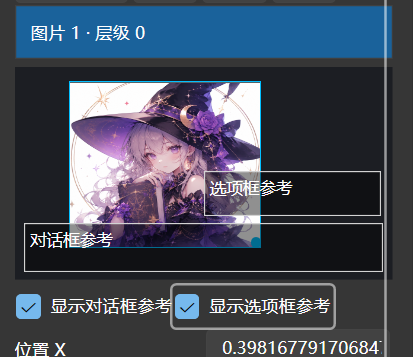 图片 1 · 层级 0
选项框参考
对话框参考
显示对话框参考
显示选项框参考
位置 X
0.398167791706847